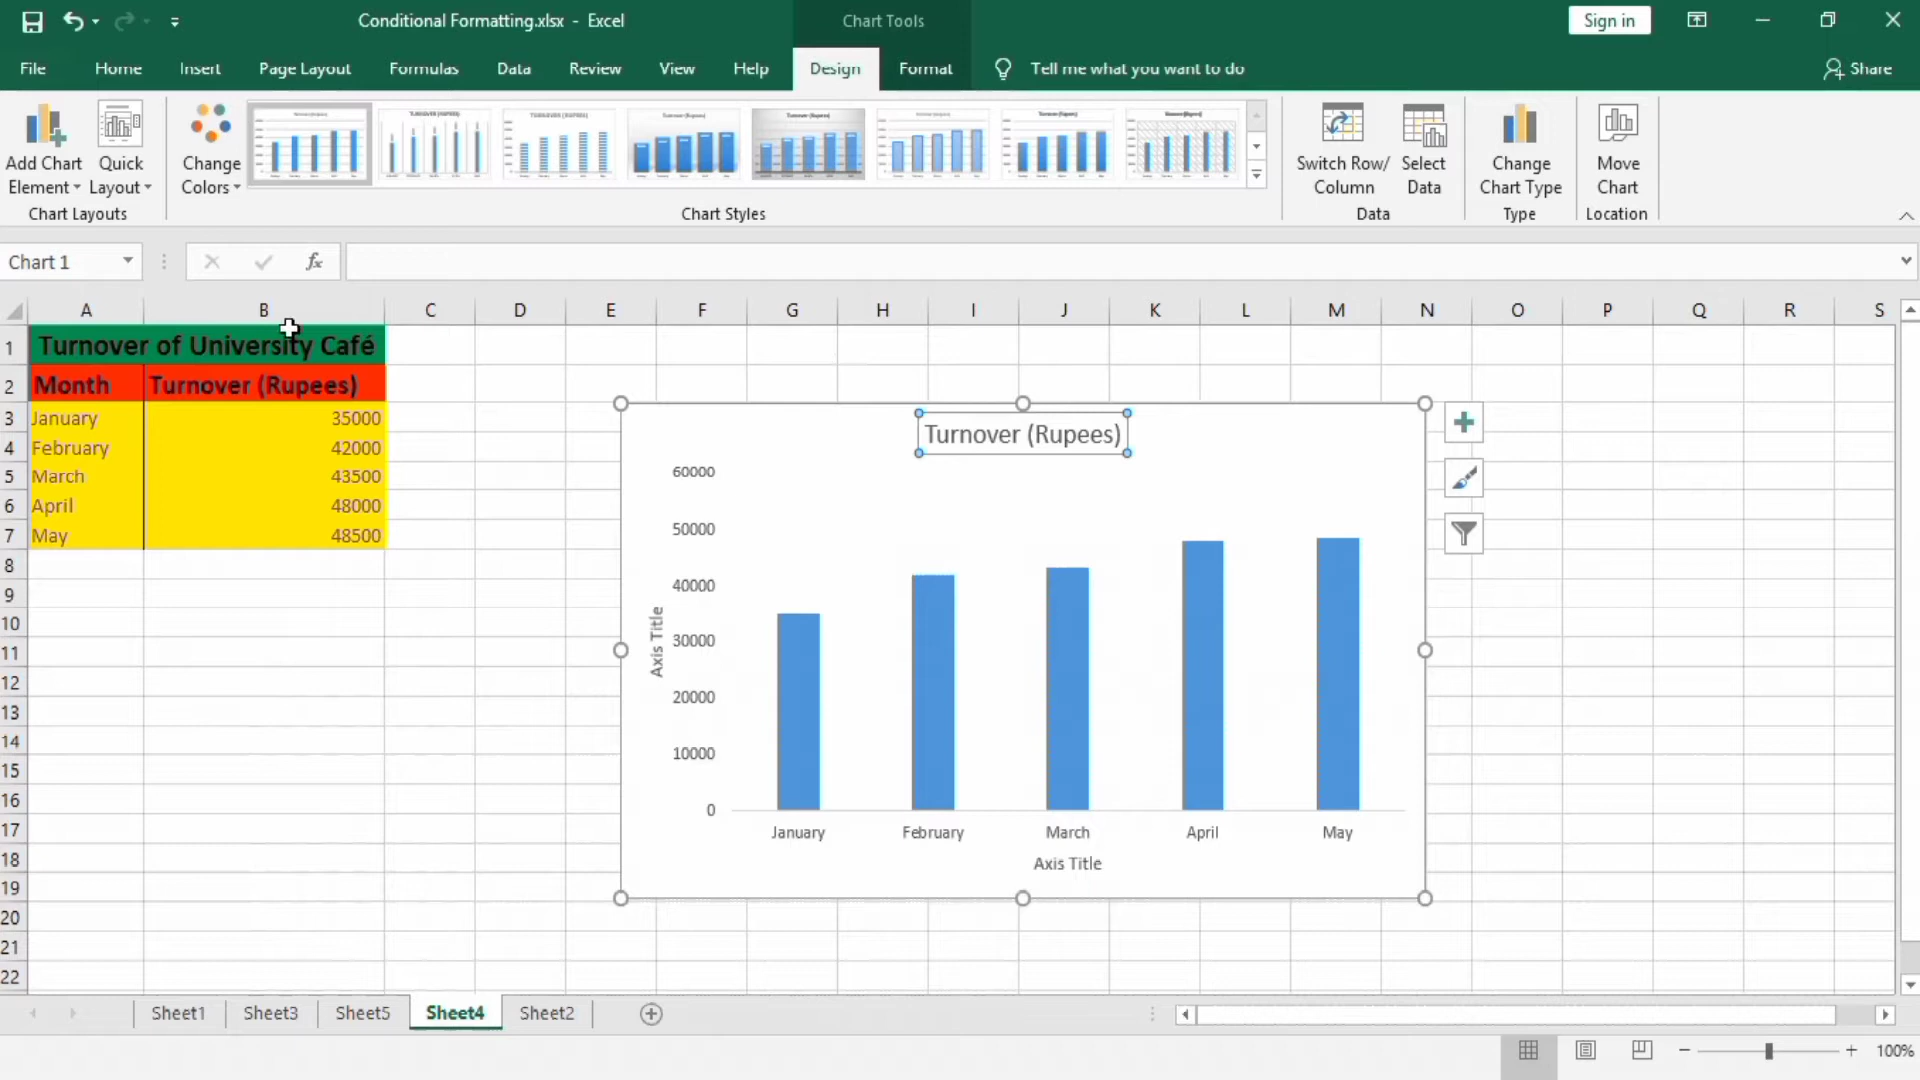 Conditional Formatting.xlsx - Excel
Chart Tools
Sign in
File Home Insert Page Layout Formulas Data Review View Help Design Format Tell me what you want to do Share
Add Chart Element
Quick Layout
Chart Layouts
Change Colors
Chart Styles
Switch Row/ Column
Select Data
Data
Change Chart Type
Type
Move Chart
Location
Chart 1
fx
A B C D E F G H I J K L M N O P Q R S
1 Turnover of University Café
2 Month Turnover (Rupees)
3 January 35000
4 February 42000
5 March 43500
6 April 48000
7 May 48500
8
9
10
11
12
13
14
15
16
17
18
19
20
21
22
Turnover (Rupees)
60000
50000
40000
30000
20000
10000
0
Axis Title
January February March April May
Axis Title
Sheet1 Sheet3 Sheet5 Sheet4 Sheet2
100%